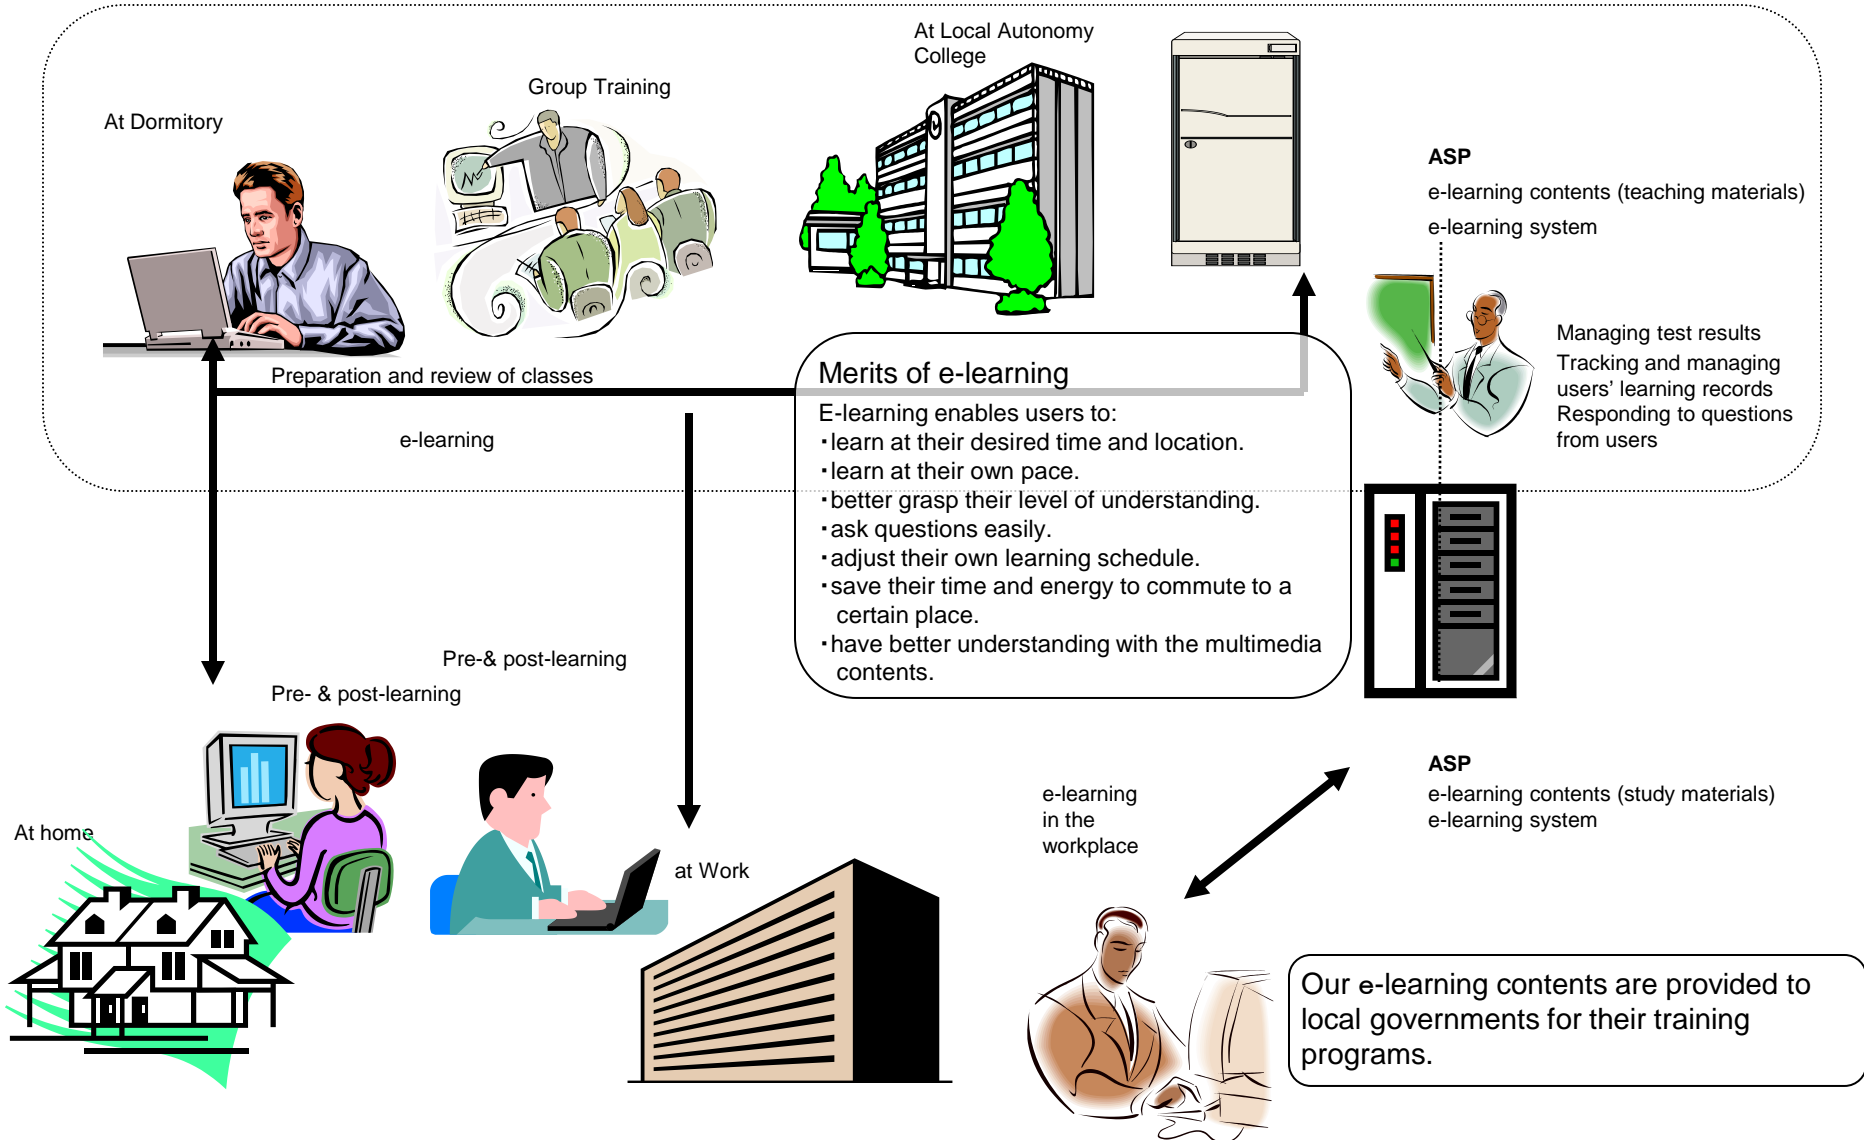 At Local Autonomy
College
Group Training
At Dormitory
ASP
e-learning contents (teaching materials)
e-learning system
Managing test results
Tracking and managing
users’ learning records
Responding to questions
from users
Preparation and review of classes
e-learning
Merits of e-learning
E-learning enables users to:
・learn at their desired time and location.
・learn at their own pace.
・better grasp their level of understanding.
・ask questions easily.
・adjust their own learning schedule.
・save their time and energy to commute to a
certain place.
・have better understanding with the multimedia
contents.
Pre-& post-learning
Pre- & post-learning
At home
at Work
e-learning
in the
workplace
ASP
e-learning contents (study materials)
e-learning system
Our e-learning contents are provided to
local governments for their training
programs.